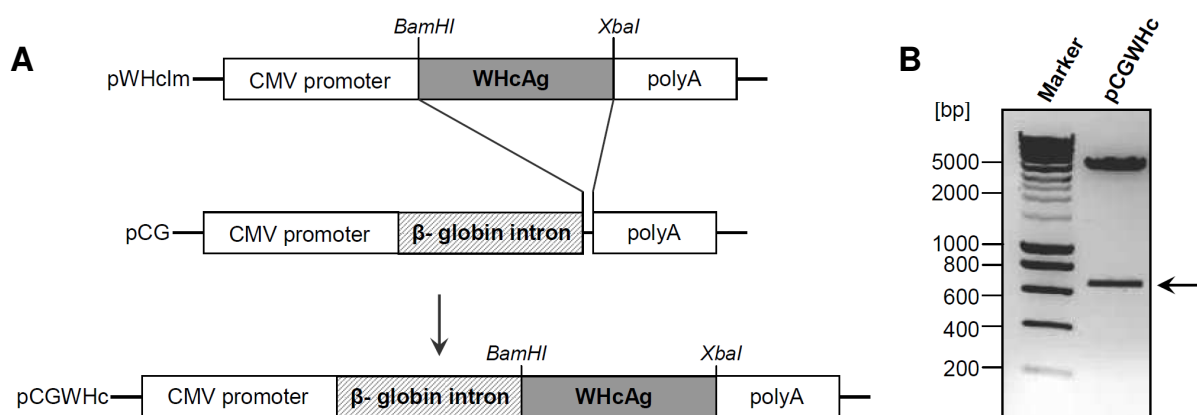 A
BamHI XbaI
pWHcIm CMV promoter WHcAg polyA
pCG CMV promoter β- globin intron polyA
BamHI XbaI
pCGWHc CMV promoter β- globin intron WHcAg polyA
B
Marker pCGWHc
[bp]
5000
2000
1000
800
600
400
200